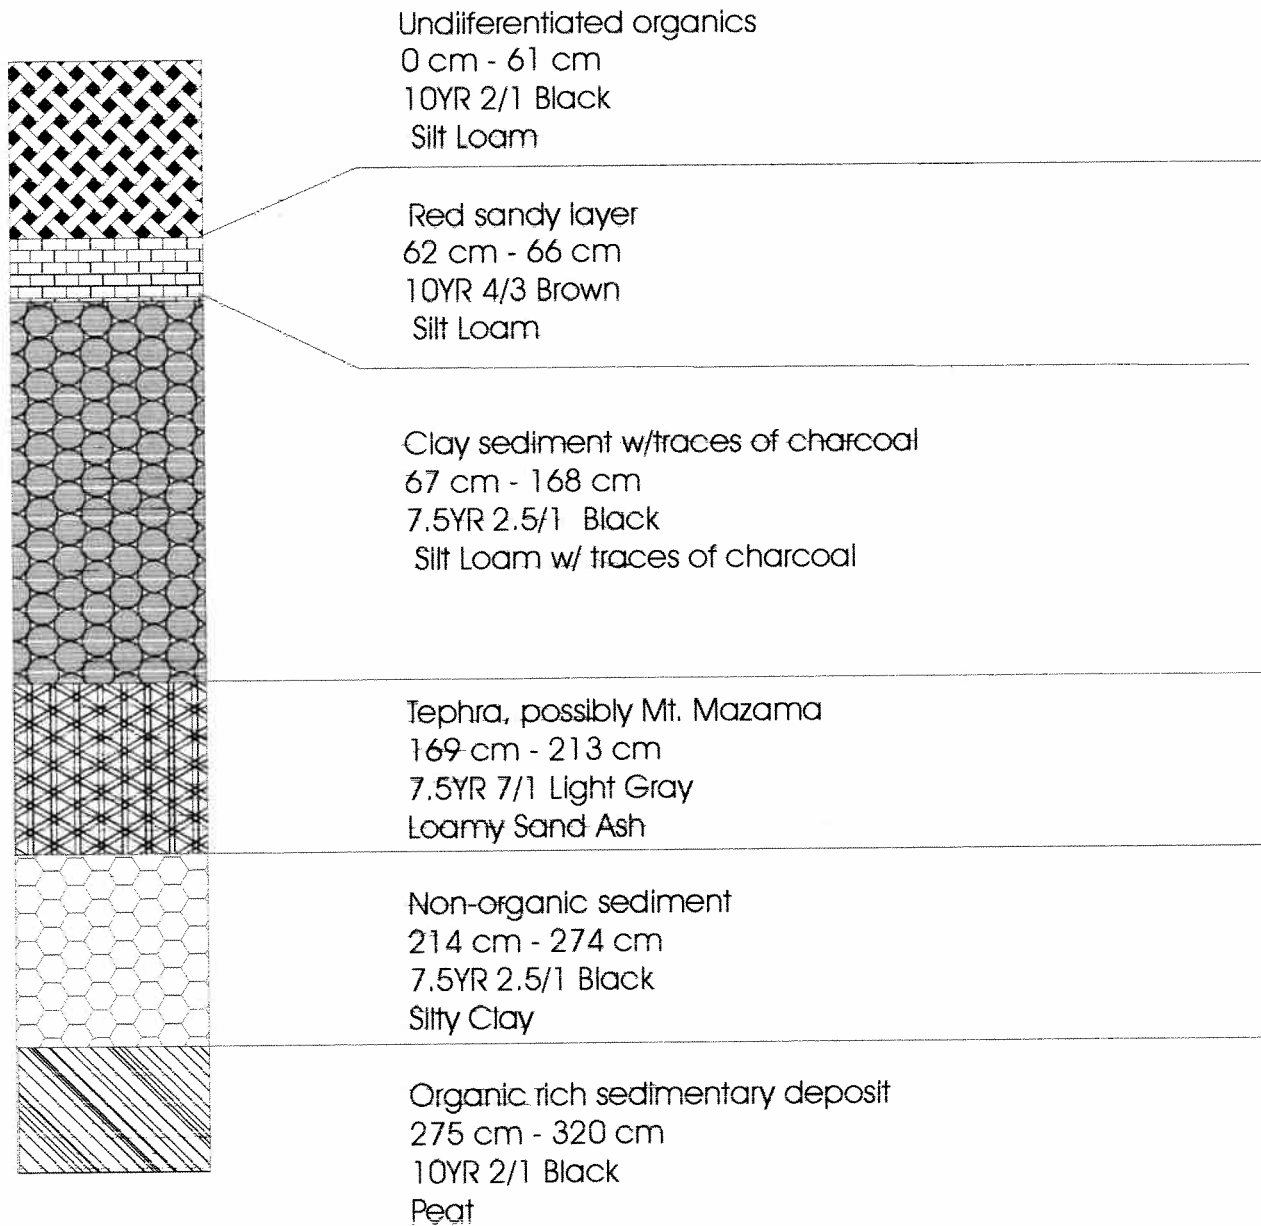 Undiiferentiated organics
0 cm - 61 cm
10YR 2/1 Black
Silt Loam
Red sandy layer
62 cm - 66 cm
10YR 4/3 Brown
Silt Loam
Clay sediment w/traces of charcoal
67 cm - 168 cm
7.5YR 2.5/1 Black
Silt Loam w/ traces of charcoal
Tephra, possibly Mt. Mazama
169 cm - 213 cm
7.5YR 7/1 Light Gray
Loamy Sand Ash
Non-organic sediment
214 cm - 274 cm
7.5YR 2.5/1 Black
Silty Clay
Organic rich sedimentary deposit
275 cm - 320 cm
10YR 2/1 Black
Peat